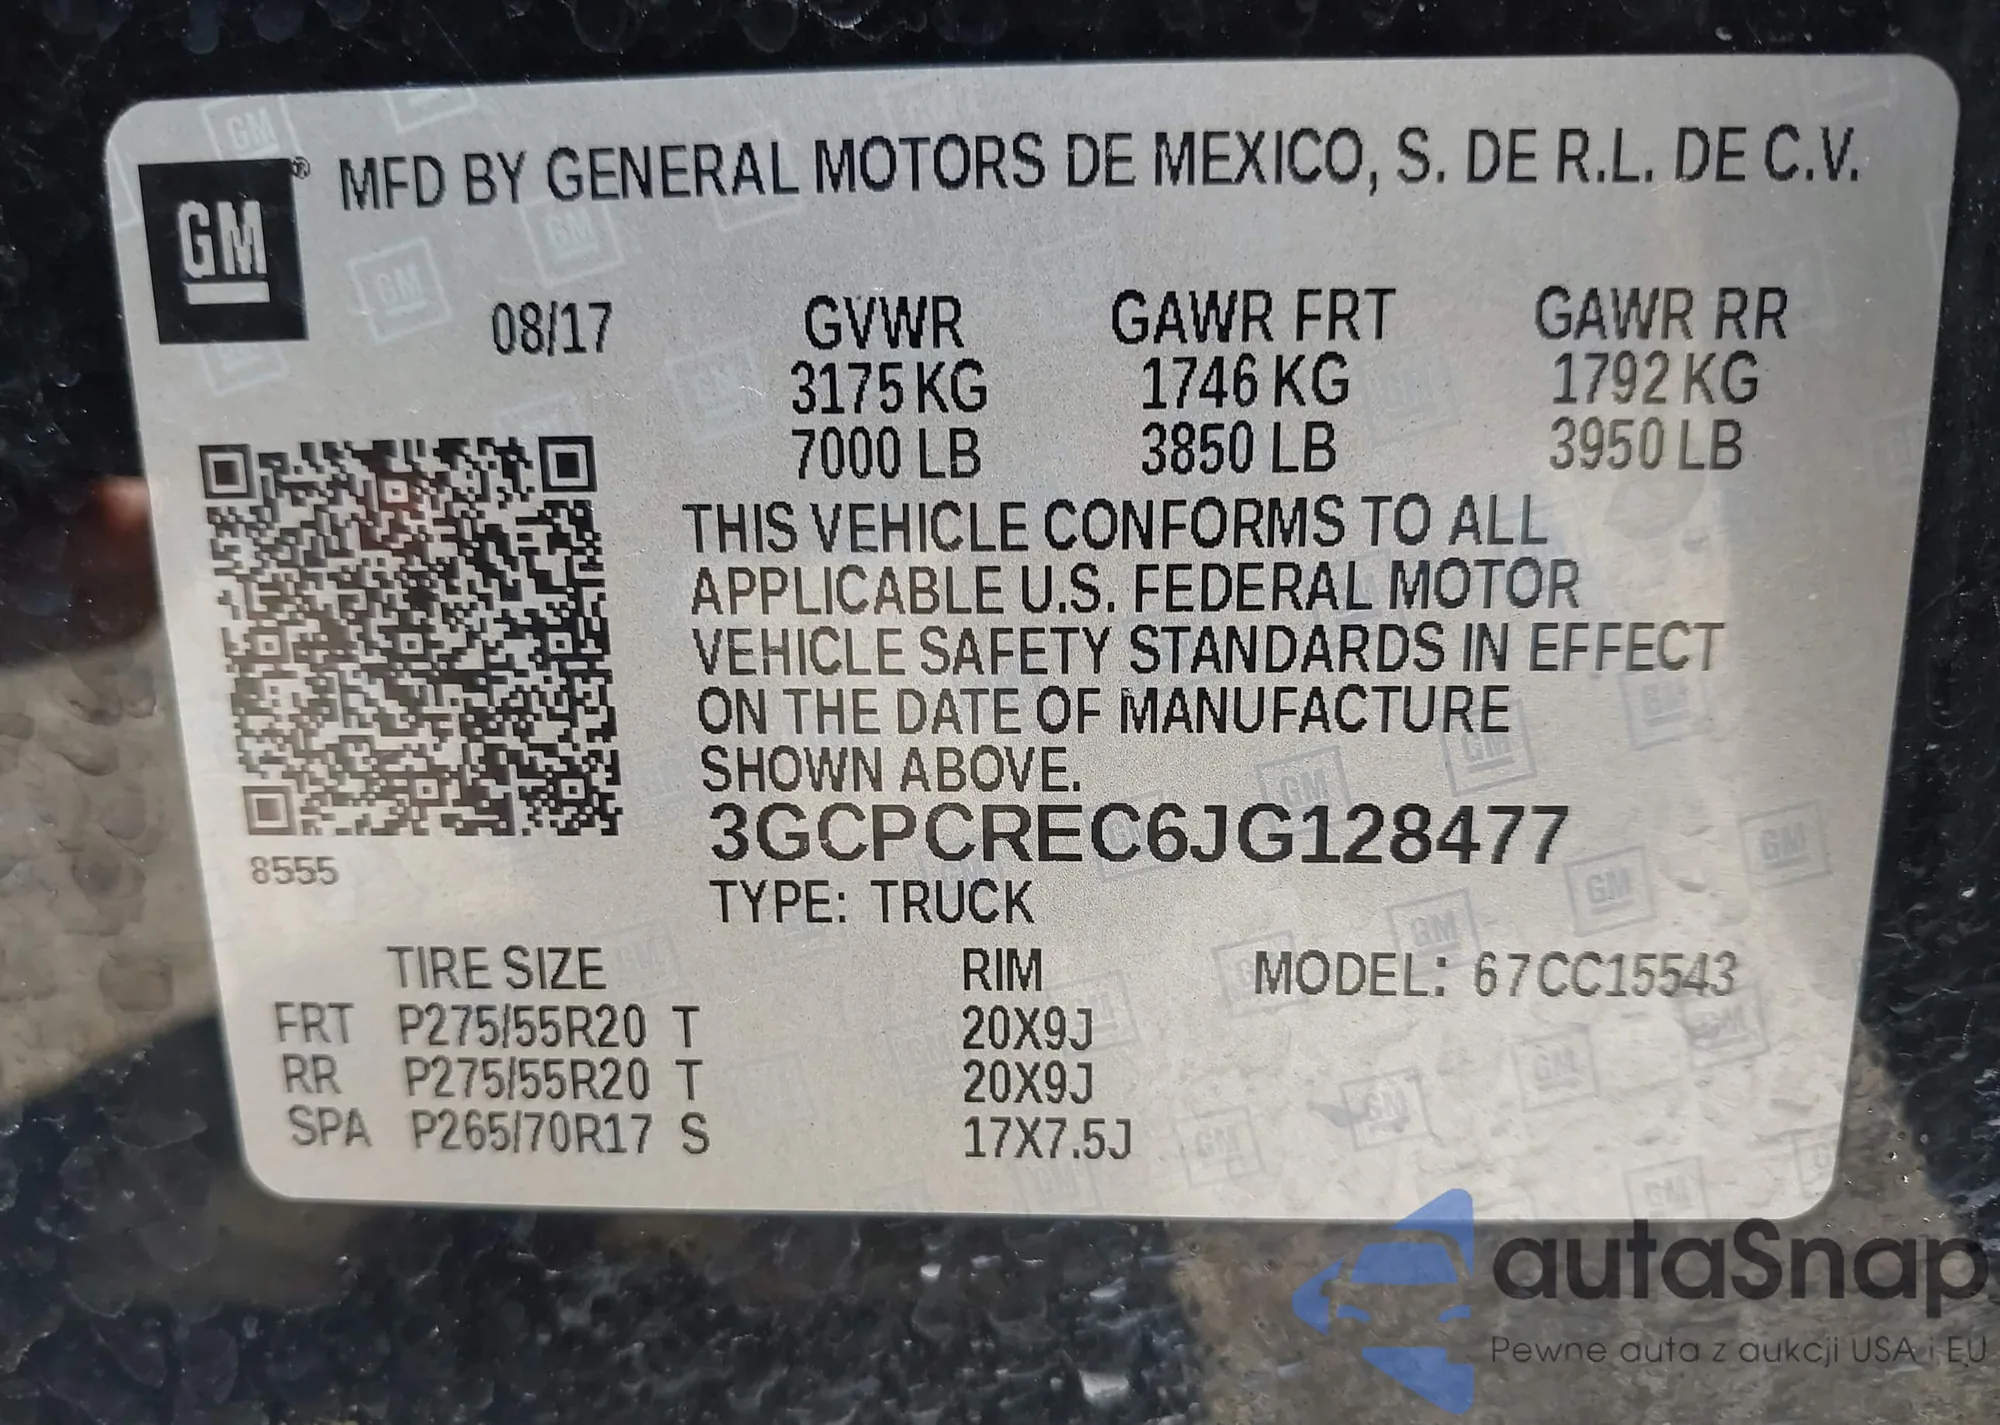 GM ® MFD BY GENERAL MOTORS DE MEXICO, S. DE R.L. DE C.V.
08/17 GVWR GAWR FRT GAWR RR
3175 KG 1746 KG 1792 KG
7000 LB 3850 LB 3950 LB
THIS VEHICLE CONFORMS TO ALL
APPLICABLE U.S. FEDERAL MOTOR
VEHICLE SAFETY STANDARDS IN EFFECT
ON THE DATE OF MANUFACTURE
SHOWN ABOVE.
3GCPCREC6JG128477
8555
TYPE: TRUCK
TIRE SIZE RIM MODEL: 67CC15543
FRT P275/55R20 T 20X9J
RR P275/55R20 T 20X9J
SPA P265/70R17 S 17X7.5J
autaSnap
Pewne auta z aukcji USA i EU